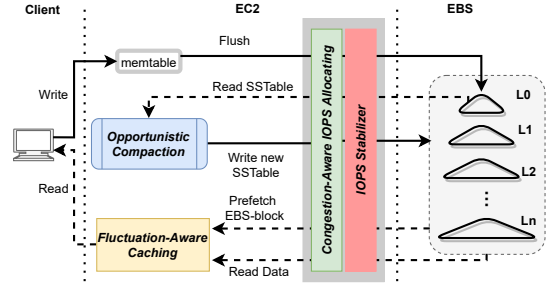 Client
EC2
EBS
Flush
memtable
Write
Read SSTable
L0
Opportunistic
Compaction
Congestion-Aware IOPS Allocating
IOPS Stabilizer
L1
Write new
SSTable
L2
Read
Prefetch
EBS-block
...
Ln
Fluctuation-Aware
Caching
Read Data